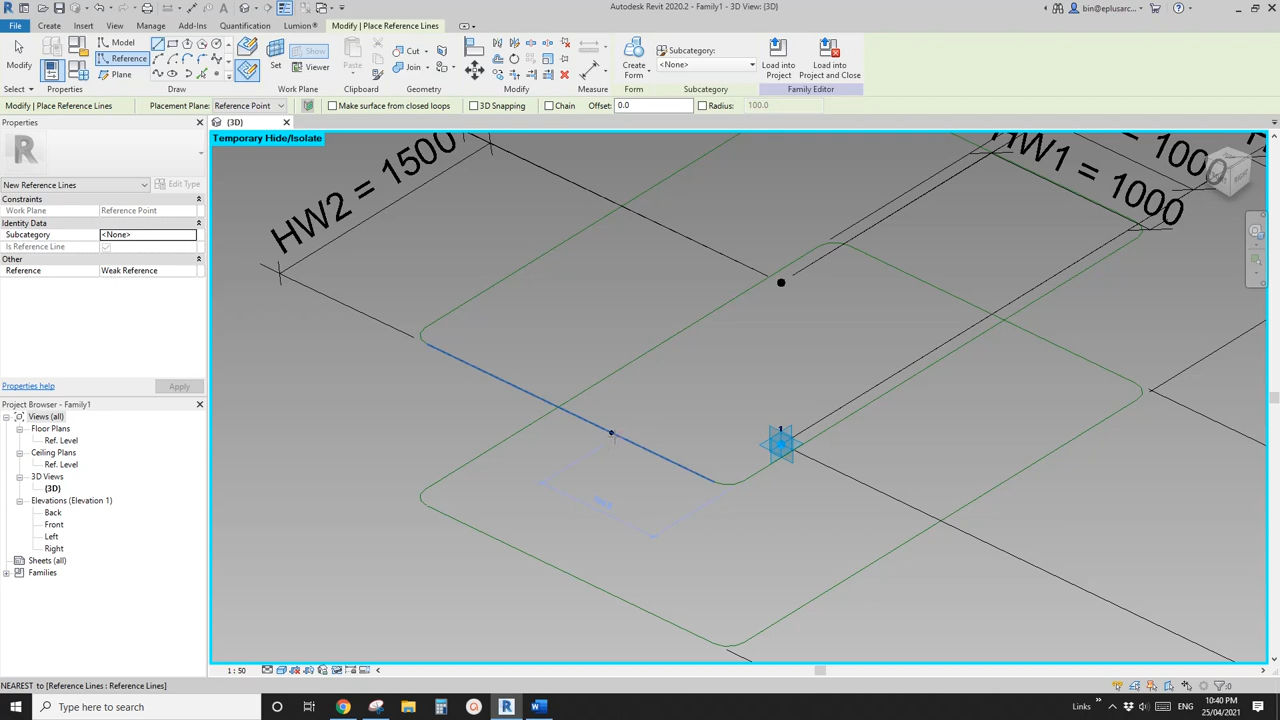 Autodesk Revit 2020.2 - Family1 - 3D View: {3D}
bin@eplusarc...
File Create Insert View Manage Add-Ins Quantification Lumion® Modify | Place Reference Lines
Modify
Model
Reference
Plane
Set
Show
Viewer
Paste
Cut
Join
Create
Form
Subcategory:
<None>
Load into
Project
Load into
Project and Close
Select Properties Draw Work Plane Clipboard Geometry Modify Measure Form Subcategory Family Editor
Modify | Place Reference Lines Placement Plane: Reference Point Make surface from closed loops 3D Snapping Chain Offset: 0.0 Radius: 100.0
Properties
{3D}
Temporary Hide/Isolate
New Reference Lines Edit Type
Constraints
Work Plane Reference Point
Identity Data
Subcategory <None>
Is Reference Line
Other
Reference Weak Reference
Properties help Apply
Project Browser - Family1
Views (all)
Floor Plans
Ref. Level
Ceiling Plans
Ref. Level
3D Views
{3D}
Elevations (Elevation 1)
Back
Front
Left
Right
Sheets (all)
Families
HW2 = 1500
HW1 = 1000
= 1000
1
1 : 50
NEAREST to [Reference Lines : Reference Lines]
:0
Type here to search
Links
ENG
10:40 PM
25/04/2021